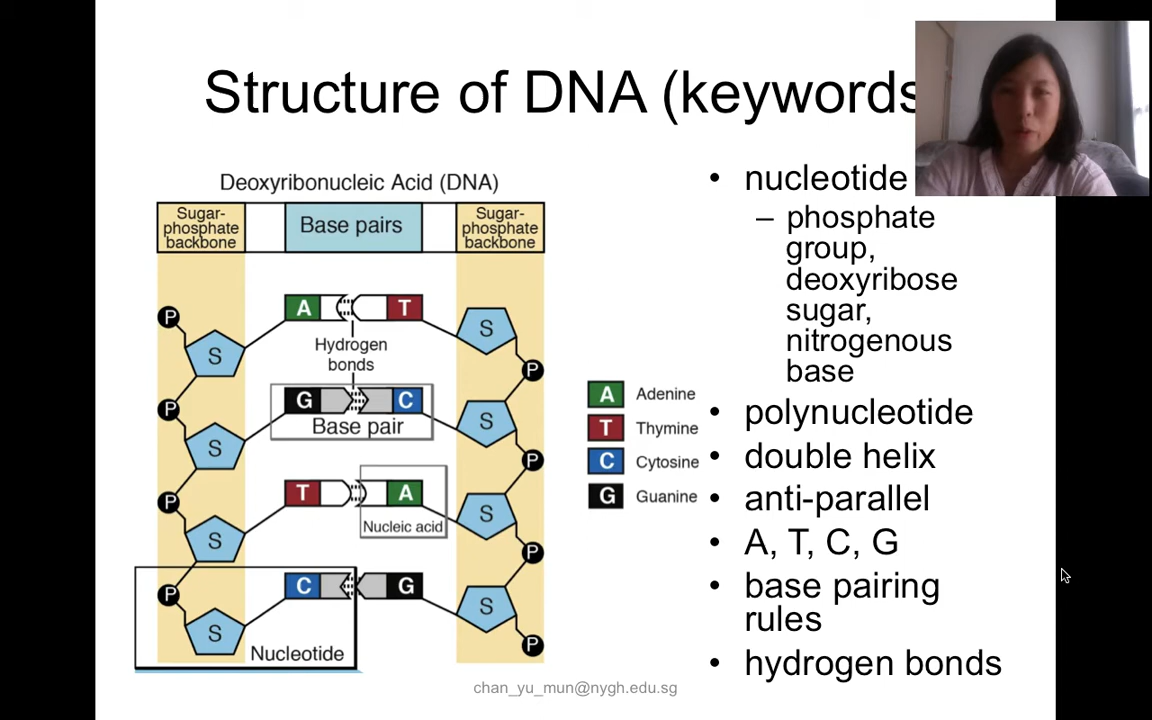 Structure of DNA (keywords
Deoxyribonucleic Acid (DNA)
Sugar-
phosphate
backbone
Base pairs
Sugar-
phosphate
backbone
P
S
A
T
S
P
Hydrogen
bonds
P
S
G
C
S
P
Base pair
P
S
T
A
S
P
Nucleic acid
P
S
C
G
S
P
Nucleotide
A Adenine
T Thymine
C Cytosine
G Guanine
• nucleotide
– phosphate
group,
deoxyribose
sugar,
nitrogenous
base
• polynucleotide
• double helix
• anti-parallel
• A, T, C, G
• base pairing
rules
• hydrogen bonds
chan_yu_mun@nygh.edu.sg